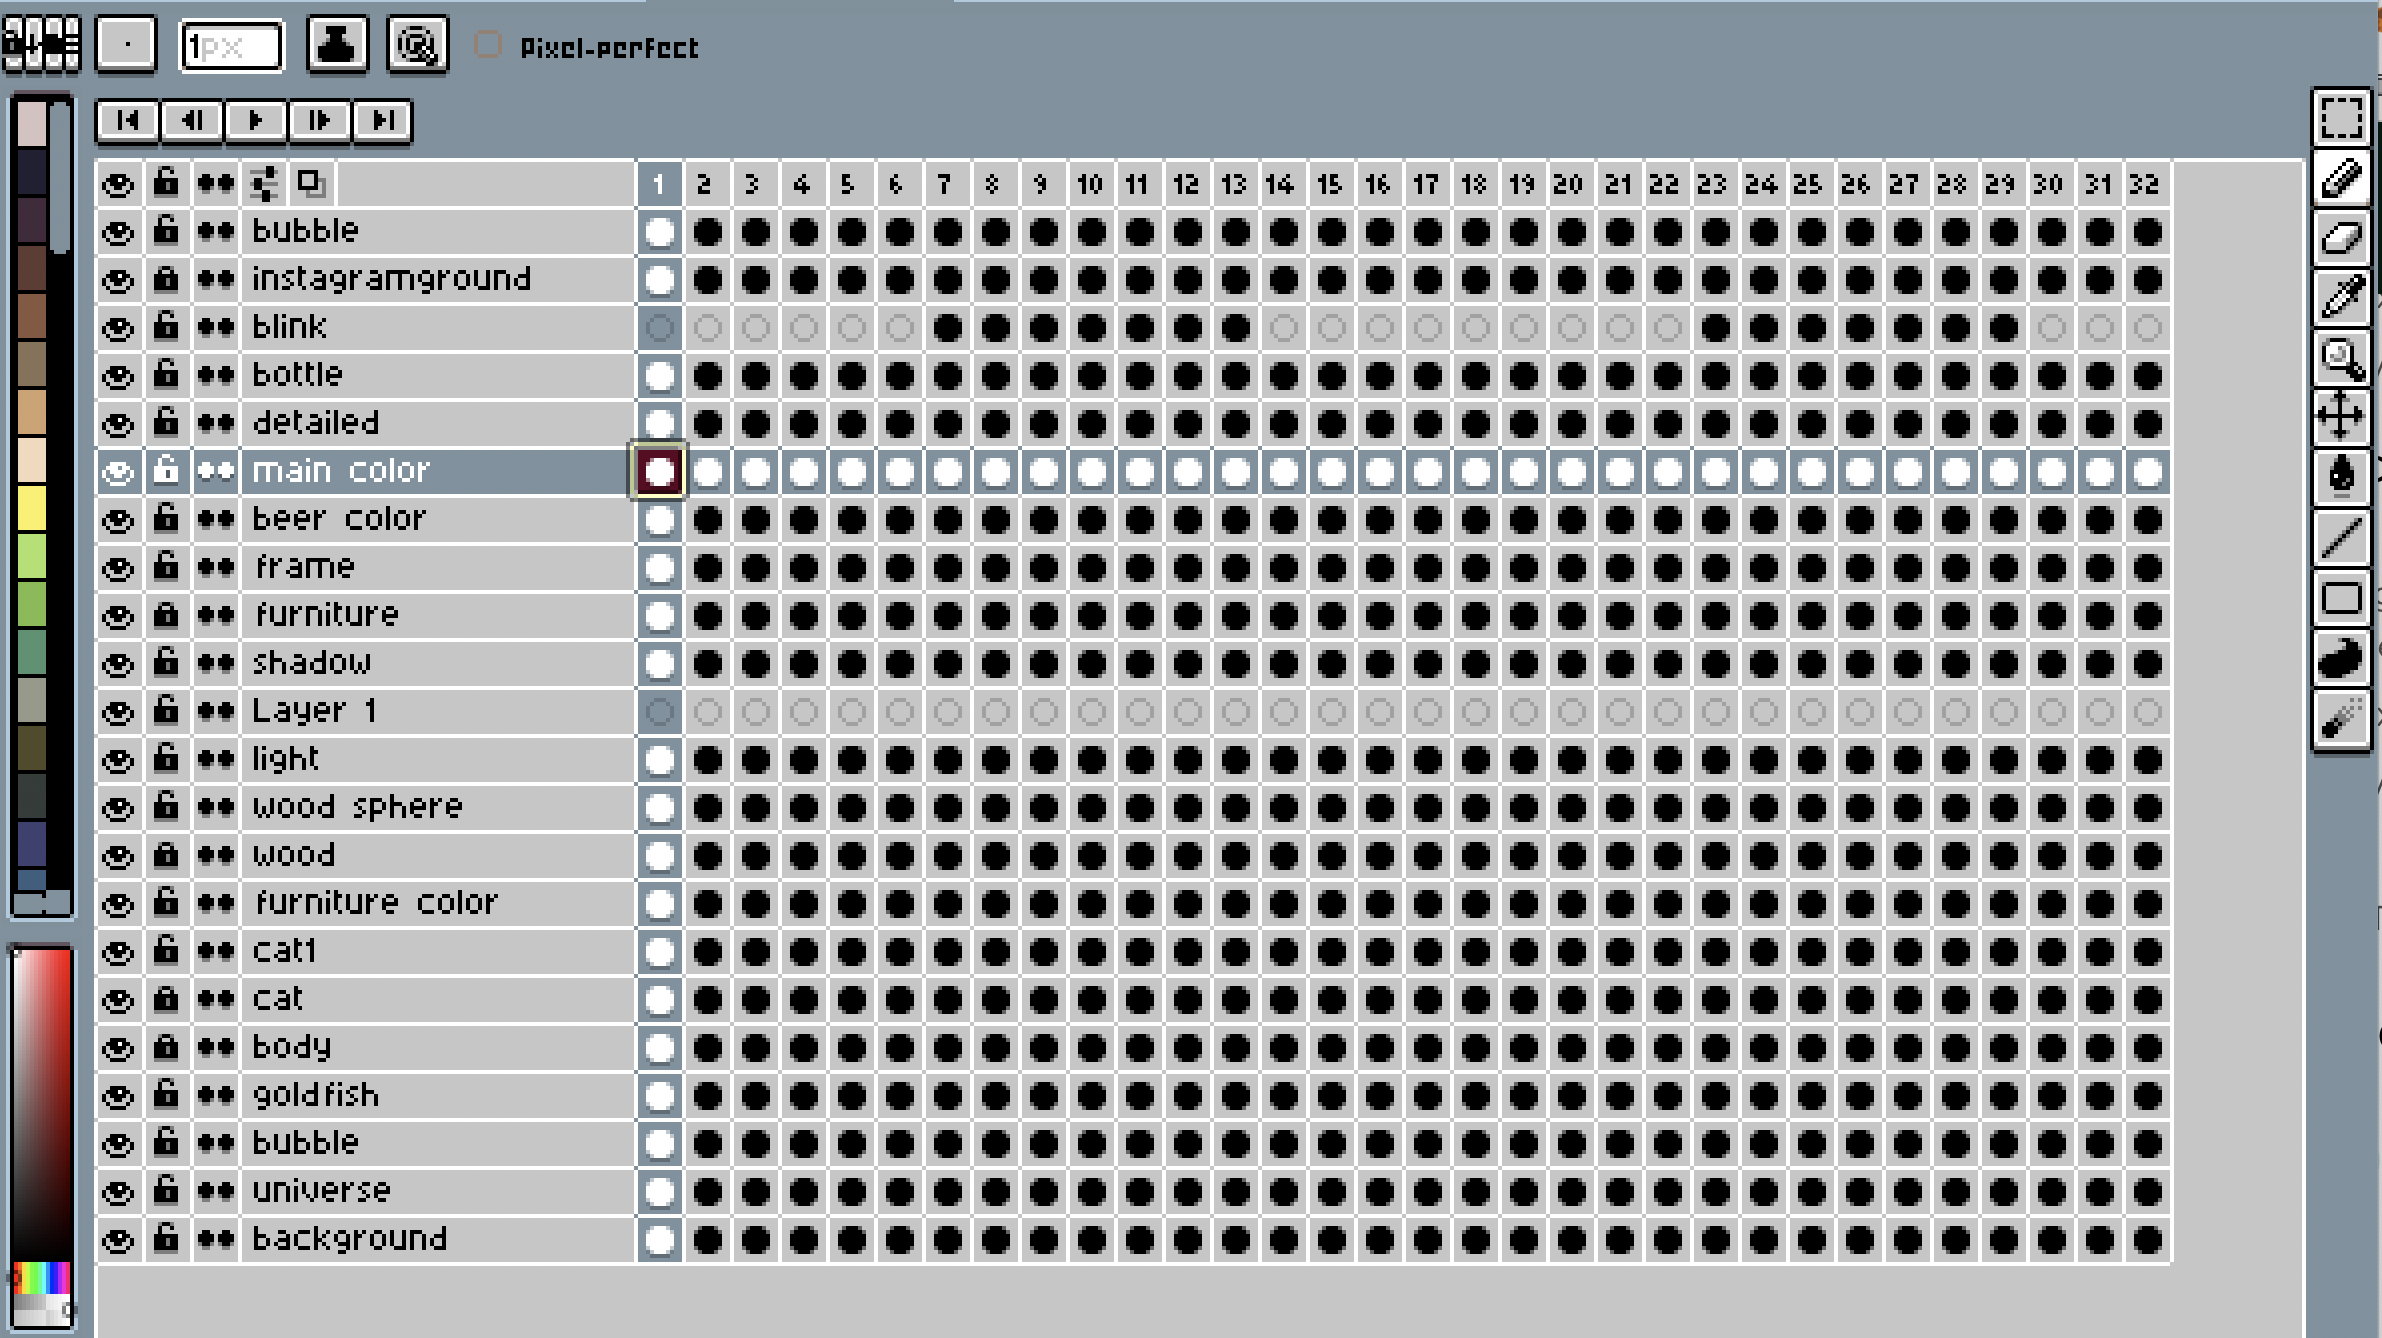 1px Pixel-perfect
1 2 3 4 5 6 7 8 9 10 11 12 13 14 15 16 17 18 19 20 21 22 23 24 25 26 27 28 29 30 31 32
bubble
instagramground
blink
bottle
detailed
main color
beer color
frame
furniture
shadow
Layer 1
light
wood sphere
wood
furniture color
cat1
cat
body
goldfish
bubble
universe
background